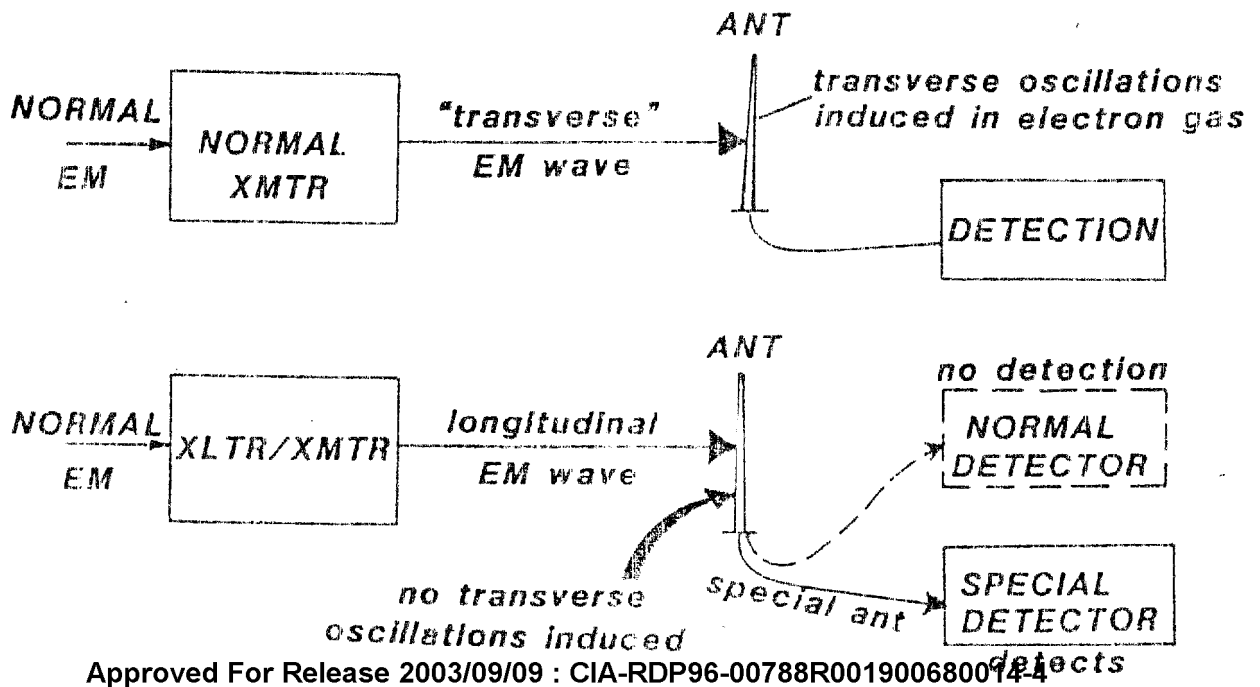 ANT
NORMAL
EM
NORMAL
XMTR
"transverse"
EM wave
transverse oscillations
induced in electron gas
DETECTION
ANT
NORMAL
EM
XLTR/XMTR
longitudinal
EM wave
no detection
NORMAL
DETECTOR
no transverse
oscillations induced
special ant
SPECIAL
DETECTOR
detects
Approved For Release 2003/09/09 : CIA-RDP96-00788R001900680014-4